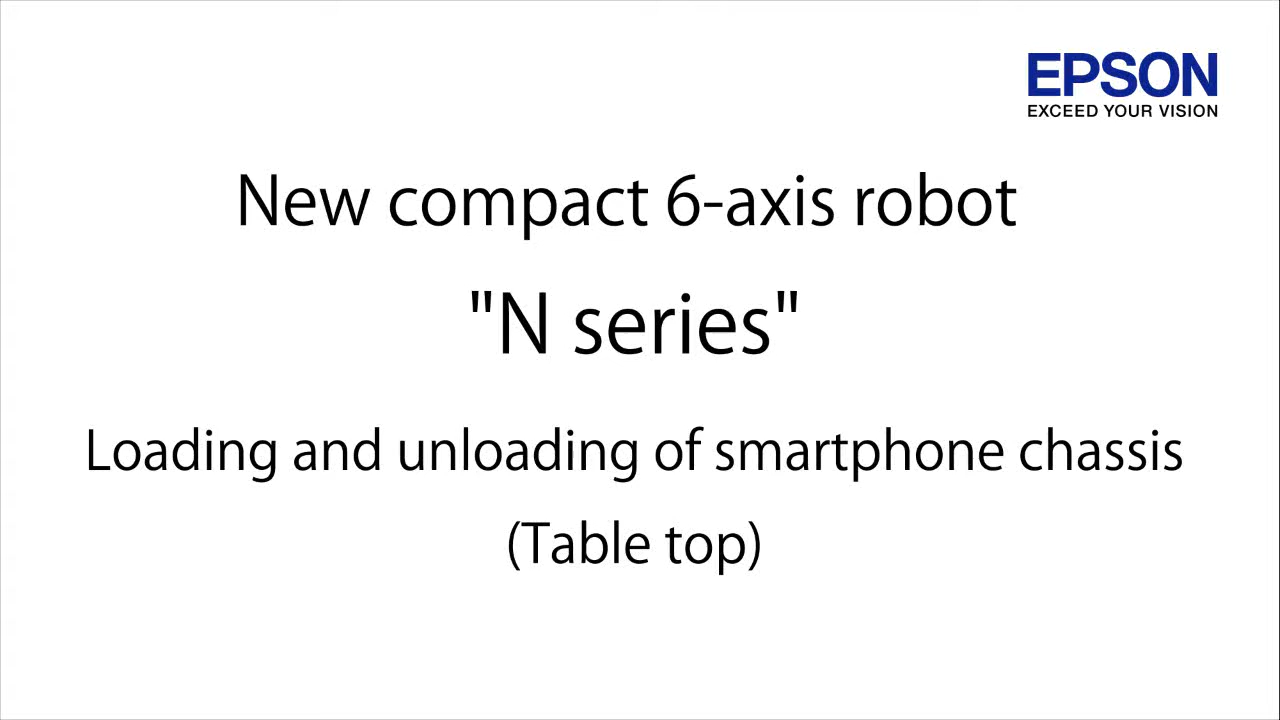 EPSON
EXCEED YOUR VISION
New compact 6-axis robot
"N series"
Loading and unloading of smartphone chassis
(Table top)